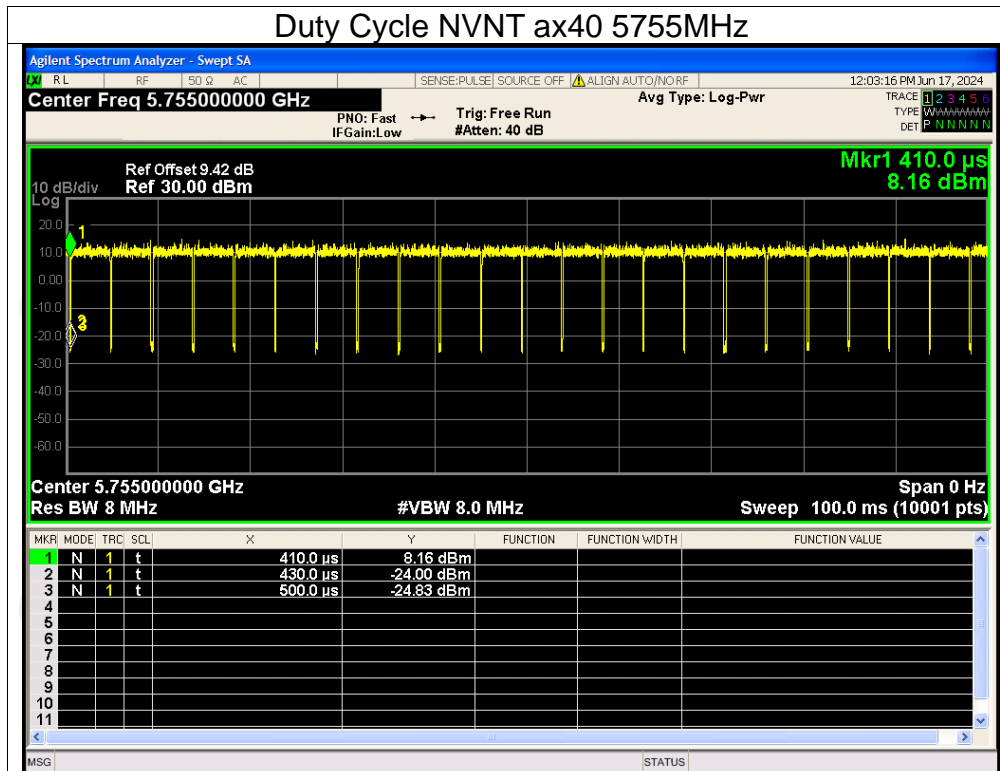 Duty Cycle NVNT ax40 5755MHz
Agilent Spectrum Analyzer - Swept SA
LXI RL RF 50 Ω AC SENSE:PULSE SOURCE OFF ALIGN AUTO/NO RF 12:03:16 PM Jun 17, 2024
Center Freq 5.755000000 GHz Avg Type: Log-Pwr TRACE 1 2 3 4 5 6
PNO: Fast Trig: Free Run TYPE WWWWWW
IFGain:Low #Atten: 40 dB DET P N N N N N
Mkr1 410.0 µs
Ref Offset 9.42 dB
10 dB/div Ref 30.00 dBm 8.16 dBm
Log
20.0
1
10.0
0.00
-10.0
3
-20.0
-30.0
-40.0
-50.0
-60.0
Center 5.755000000 GHz Span 0 Hz
Res BW 8 MHz #VBW 8.0 MHz Sweep 100.0 ms (10001 pts)
MKR MODE TRC SCL X Y FUNCTION FUNCTION WIDTH FUNCTION VALUE
1 N 1 t 410.0 µs 8.16 dBm
2 N 1 t 430.0 µs -24.00 dBm
3 N 1 t 500.0 µs -24.83 dBm
4
5
6
7
8
9
10
11
MSG STATUS